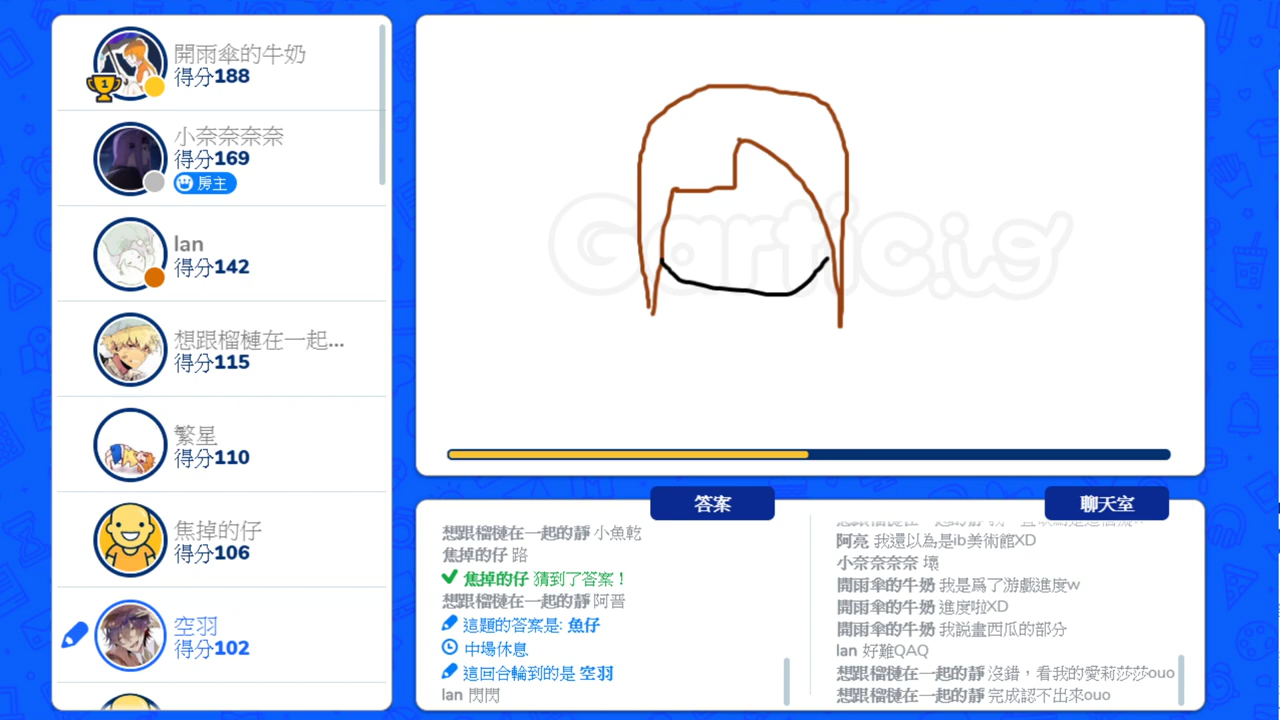 開雨傘的牛奶
得分188
1
小奈奈奈奈
得分169
房主
lan
得分142
想跟榴槤在一起...
得分115
繁星
得分110
焦掉的仔
得分106
空羽
得分102
Gartic.io
答案
想跟榴槤在一起的靜 小魚乾
焦掉的仔 路
焦掉的仔 猜到了答案！
想跟榴槤在一起的靜 阿晉
這題的答案是: 魚仔
中場休息
這回合輪到的是 空羽
lan 閃閃
聊天室
阿亮 我還以為是ib美術館XD
小奈奈奈奈 壞
開雨傘的牛奶 我是爲了游戲進度w
開雨傘的牛奶 進度啦XD
開雨傘的牛奶 我説畫西瓜的部分
lan 好難QAQ
想跟榴槤在一起的靜 沒錯，看我的愛莉莎莎ouo
想跟榴槤在一起的靜 完成認不出來ouo